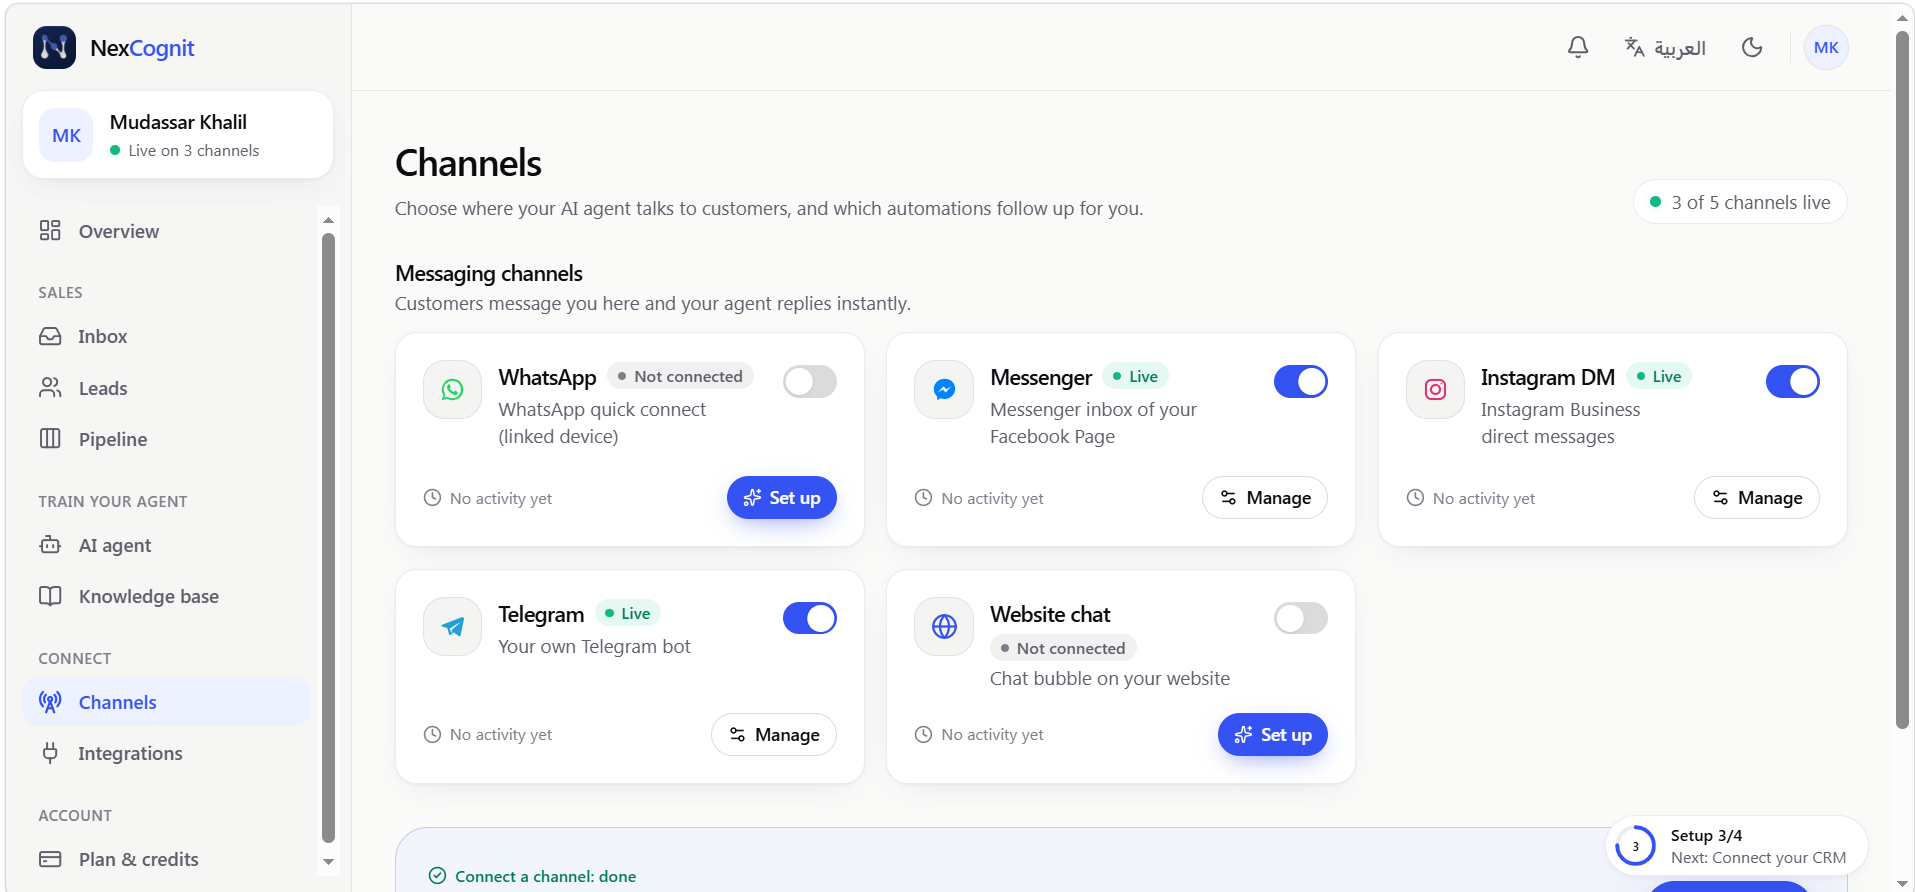 NexCognit
العربية
MK
MK
Mudassar Khalil
Live on 3 channels
Overview
SALES
Inbox
Leads
Pipeline
TRAIN YOUR AGENT
AI agent
Knowledge base
CONNECT
Channels
Integrations
ACCOUNT
Plan & credits
Channels
Choose where your AI agent talks to customers, and which automations follow up for you.
3 of 5 channels live
Messaging channels
Customers message you here and your agent replies instantly.
WhatsApp
Not connected
WhatsApp quick connect
(linked device)
No activity yet
Set up
Messenger
Live
Messenger inbox of your
Facebook Page
No activity yet
Manage
Instagram DM
Live
Instagram Business
direct messages
No activity yet
Manage
Telegram
Live
Your own Telegram bot
No activity yet
Manage
Website chat
Not connected
Chat bubble on your website
No activity yet
Set up
Connect a channel: done
3
Setup 3/4
Next: Connect your CRM